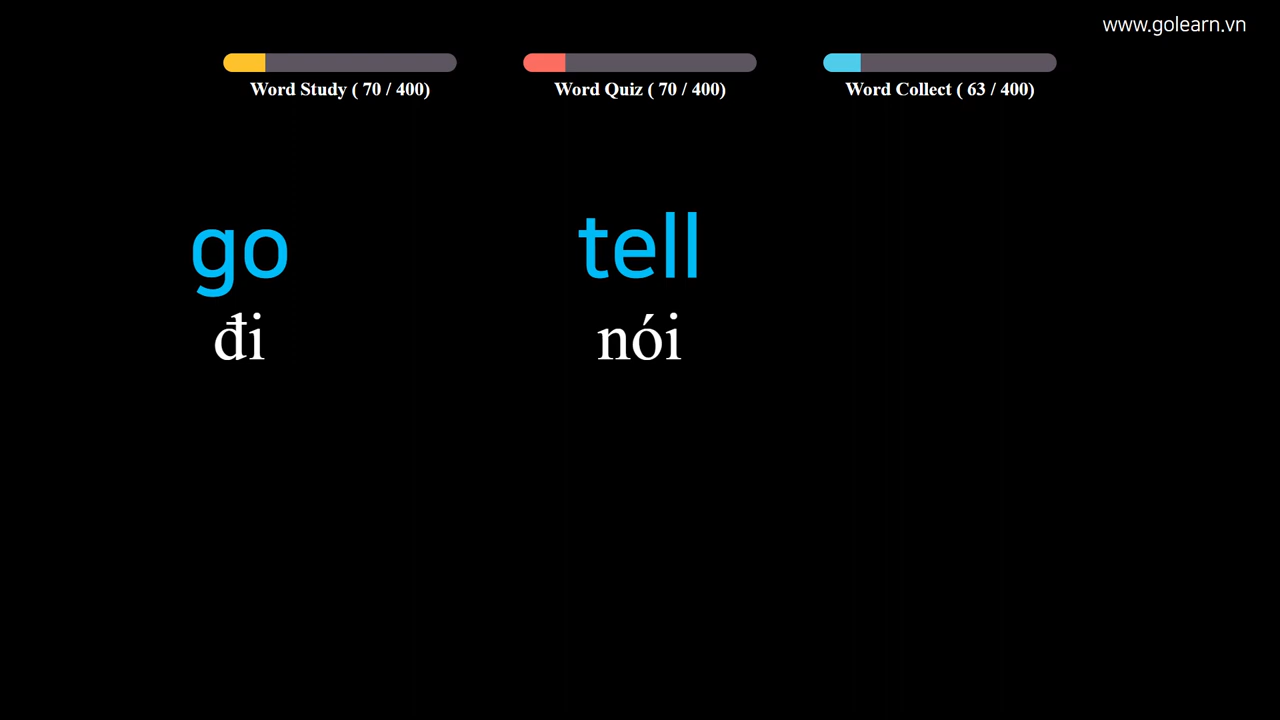 www.golearn.vn
Word Study ( 70 / 400)
Word Quiz ( 70 / 400)
Word Collect ( 63 / 400)
go
đi
tell
nói